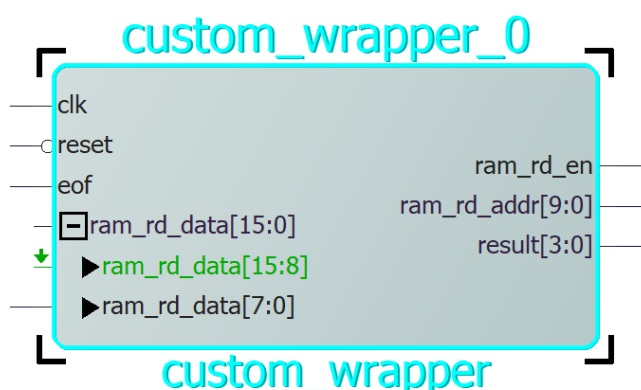 custom_wrapper_0
clk
reset
eof
ram_rd_data[15:0]
ram_rd_data[15:8]
ram_rd_data[7:0]
ram_rd_en
ram_rd_addr[9:0]
result[3:0]
custom_wrapper